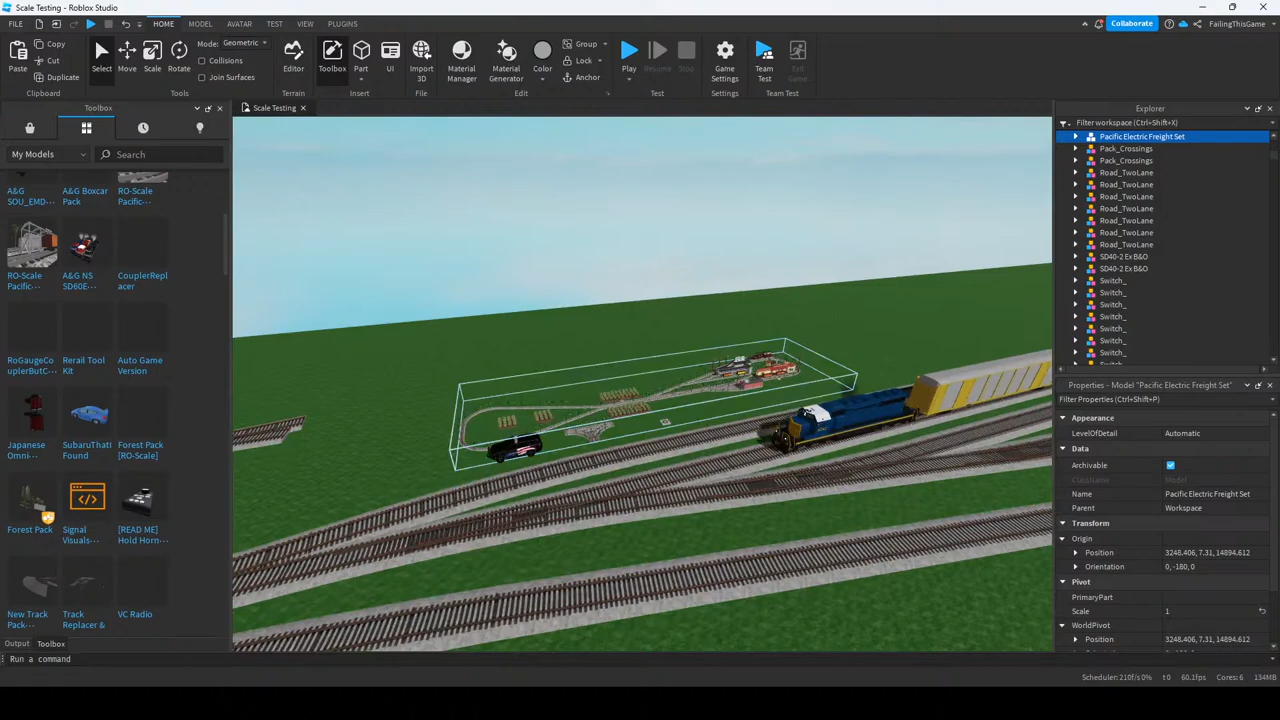 Scale Testing - Roblox Studio
FILE HOME MODEL AVATAR TEST VIEW PLUGINS Collaborate FailingThisGame
Paste Copy Cut Duplicate Clipboard
Select Move Scale Rotate Mode: Geometric Collisions Join Surfaces Tools
Editor Terrain
Toolbox Part UI Insert
Import 3D File
Material Manager Material Generator Color Group Lock Anchor Edit
Play Resume Stop Test
Game Settings Settings
Team Test Exit Game Team Test
Toolbox
My Models Search
A&G SOU_EMD-··· A&G Boxcar Pack RO-Scale Pacific-···
RO-Scale Pacific-··· A&G NS SD60E-··· CouplerReplacer
RoGaugeCouplerButC··· Rerail Tool Kit Auto Game Version
Japanese Omni-··· SubaruThatI Found Forest Pack [RO-Scale]
Forest Pack Signal Visuals-··· [READ ME] Hold Horn-···
New Track Pack-··· Track Replacer &··· VC Radio
Output Toolbox
Run a command
Scale Testing
Explorer
Filter workspace (Ctrl+Shift+X)
Pacific Electric Freight Set
Pack_Crossings
Pack_Crossings
Road_TwoLane
Road_TwoLane
Road_TwoLane
Road_TwoLane
Road_TwoLane
Road_TwoLane
Road_TwoLane
SD40-2 Ex B&O
SD40-2 Ex B&O
Switch_
Switch_
Switch_
Switch_
Switch_
Switch_
Switch_
Properties - Model "Pacific Electric Freight Set"
Filter Properties (Ctrl+Shift+P)
Appearance
LevelOfDetail Automatic
Data
Archivable
ClassName Model
Name Pacific Electric Freight Set
Parent Workspace
Transform
Origin
Position 3248.406, 7.31, 14894.612
Orientation 0, -180, 0
Pivot
PrimaryPart
Scale 1
WorldPivot
Position 3248.406, 7.31, 14894.612
Scheduler: 210f/s 0% t 0 60.1fps Cores: 6 134MB